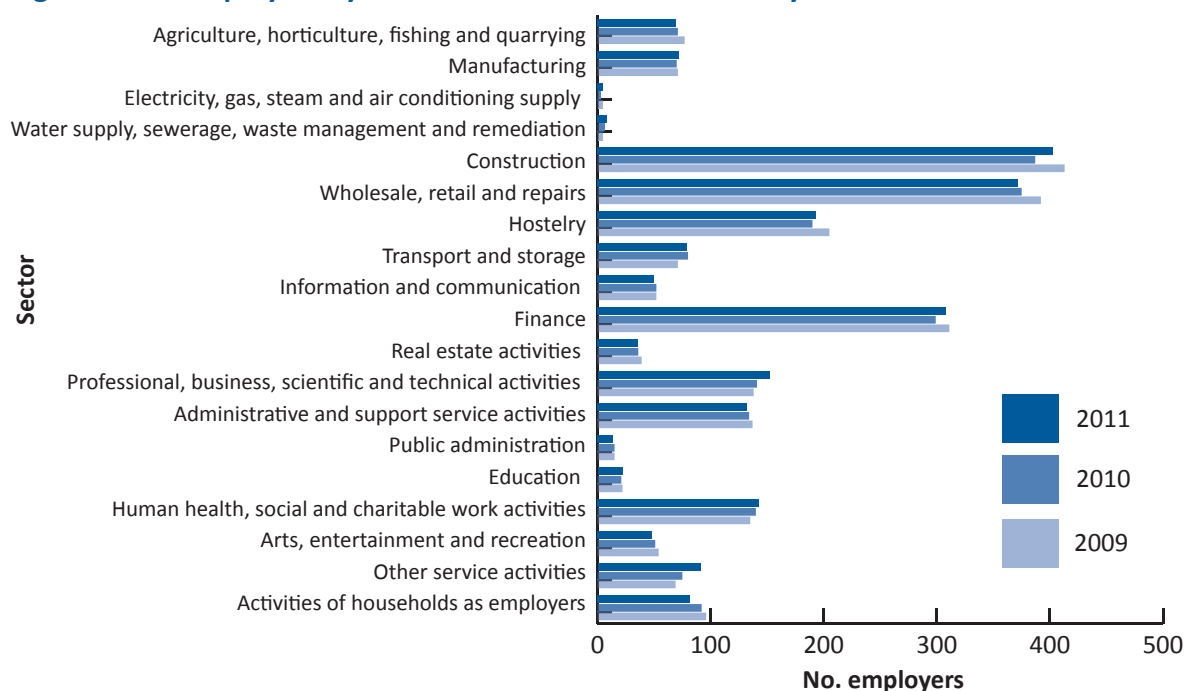 Agriculture, horticulture, fishing and quarrying
Manufacturing
Electricity, gas, steam and air conditioning supply
Water supply, sewerage, waste management and remediation
Construction
Wholesale, retail and repairs
Hostelry
Transport and storage
Information and communication
Finance
Real estate activities
Professional, business, scientific and technical activities
Administrative and support service activities
Public administration
Education
Human health, social and charitable work activities
Arts, entertainment and recreation
Other service activities
Activities of households as employers
Sector
2011
2010
2009
0 100 200 300 400 500
No. employers